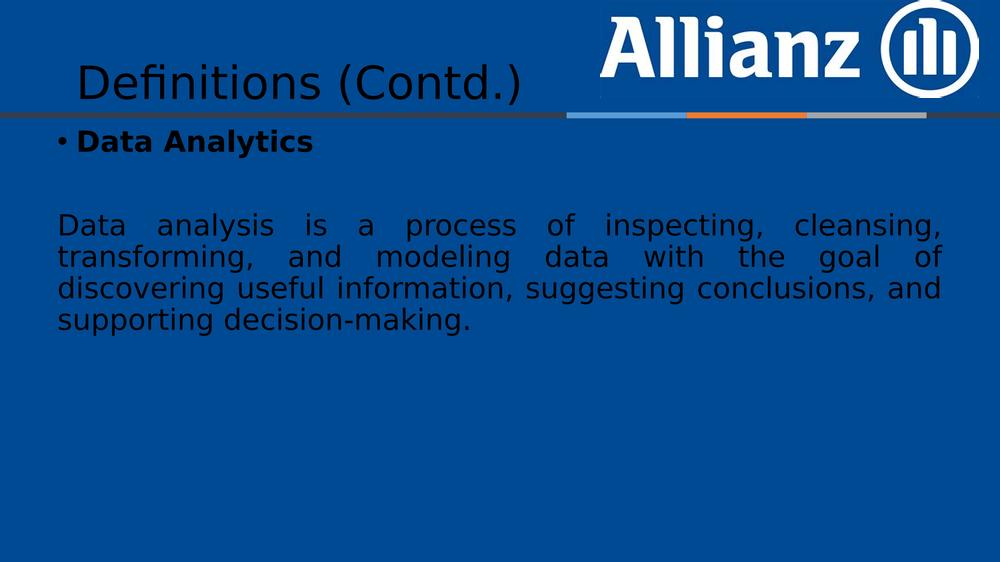 Allianz
Definitions (Contd.)
• Data Analytics
Data analysis is a process of inspecting, cleansing,
transforming, and modeling data with the goal of
discovering useful information, suggesting conclusions, and
supporting decision-making.